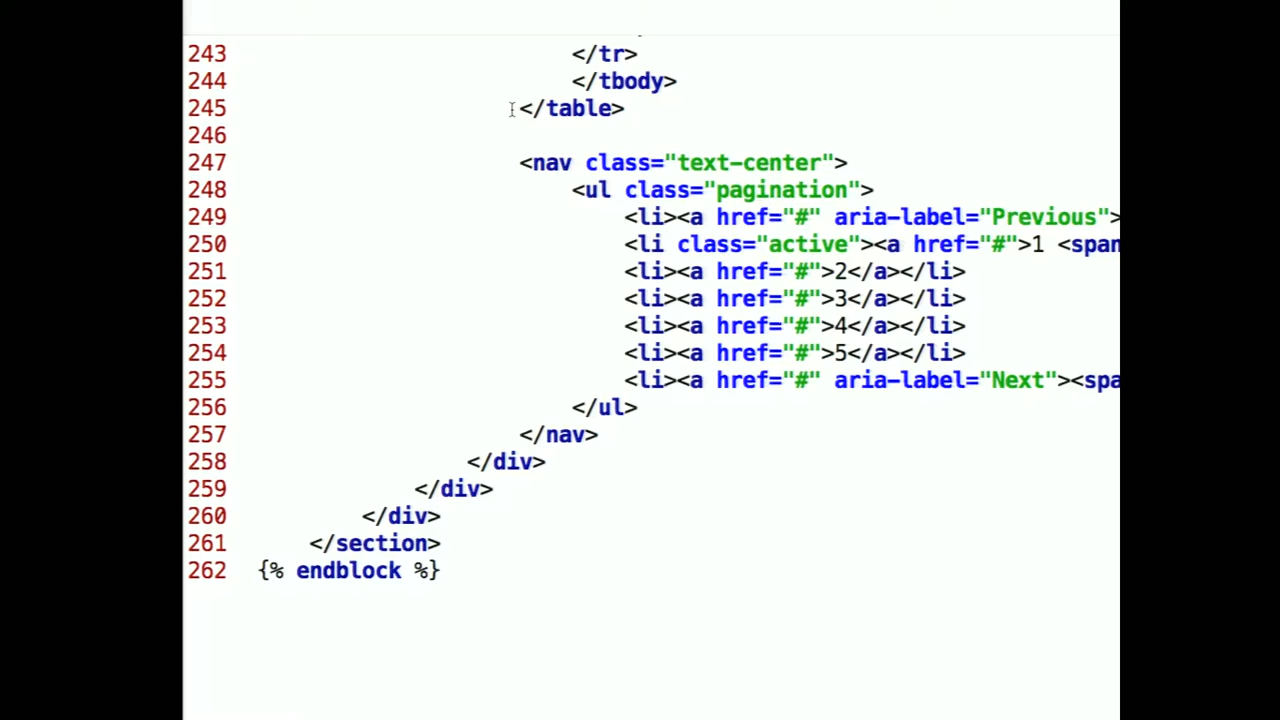 243 </tr>
244 </tbody>
245 </table>
246
247 <nav class="text-center">
248 <ul class="pagination">
249 <li><a href="#" aria-label="Previous">
250 <li class="active"><a href="#">1 <span
251 <li><a href="#">2</a></li>
252 <li><a href="#">3</a></li>
253 <li><a href="#">4</a></li>
254 <li><a href="#">5</a></li>
255 <li><a href="#" aria-label="Next"><spa
256 </ul>
257 </nav>
258 </div>
259 </div>
260 </div>
261 </section>
262 {% endblock %}